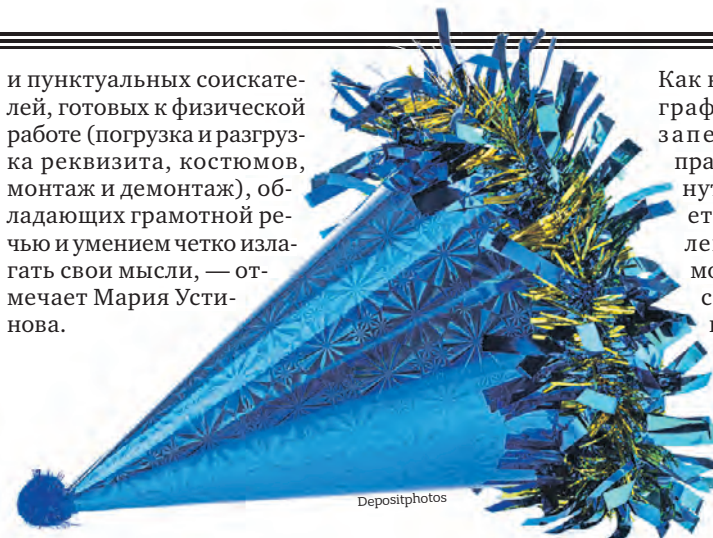 и пунктуальных соискате-
лей, готовых к физической
работе (погрузка и разгруз-
ка реквизита, костюмов,
монтаж и демонтаж), об-
ладающих грамотной ре-
чью и умением четко изла-
гать свои мысли, — от-
мечает Мария Усти-
нова.
Depositphotos
Как